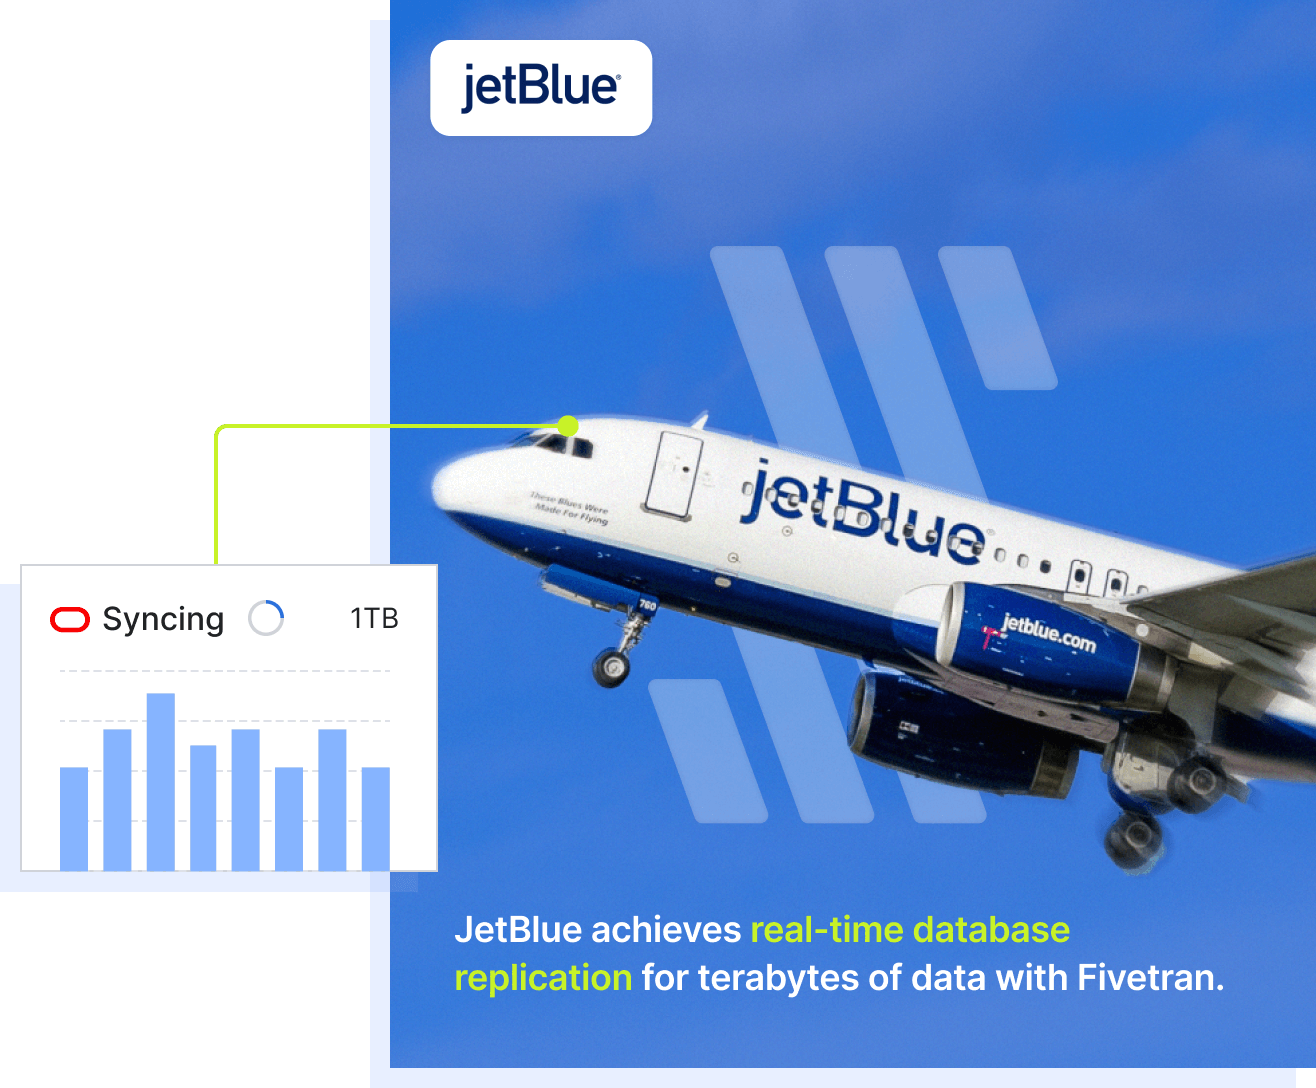 jetBlue
These Blues Were
Made For Flying
jetBlue
760
jetblue.com
Syncing
1TB
JetBlue achieves real-time database
replication for terabytes of data with Fivetran.